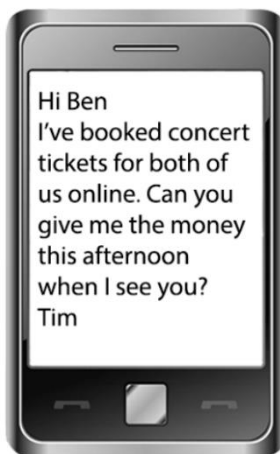 Hi Ben
I've booked concert
tickets for both of
us online. Can you
give me the money
this afternoon
when I see you?
Tim